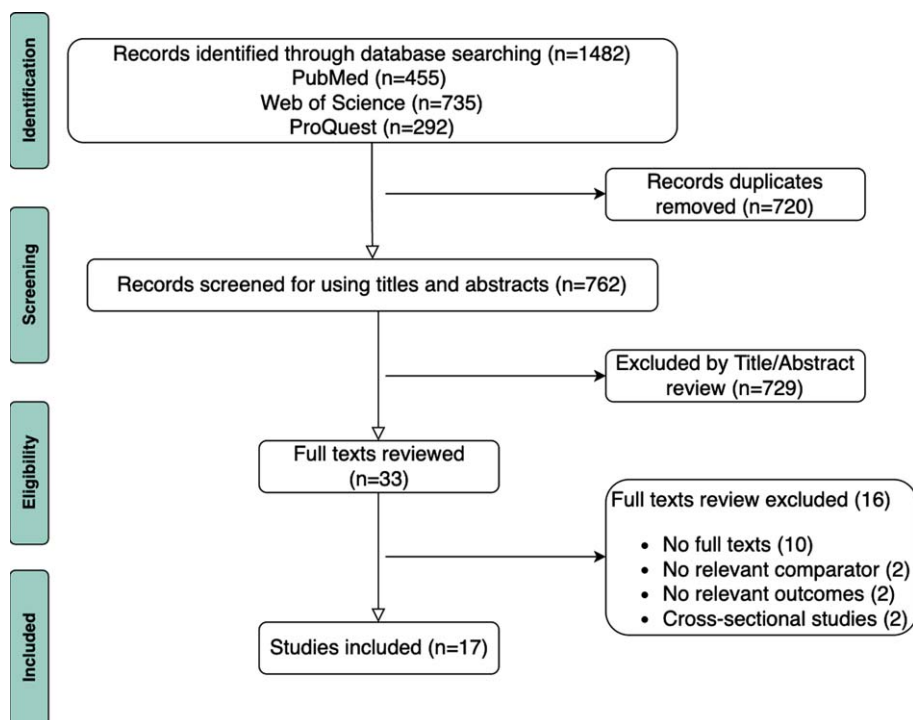 Identification
Records identified through database searching (n=1482)
PubMed (n=455)
Web of Science (n=735)
ProQuest (n=292)
Records duplicates
removed (n=720)
Screening
Records screened for using titles and abstracts (n=762)
Excluded by Title/Abstract
review (n=729)
Eligibility
Full texts reviewed
(n=33)
Full texts review excluded (16)
• No full texts (10)
• No relevant comparator (2)
• No relevant outcomes (2)
• Cross-sectional studies (2)
Included
Studies included (n=17)